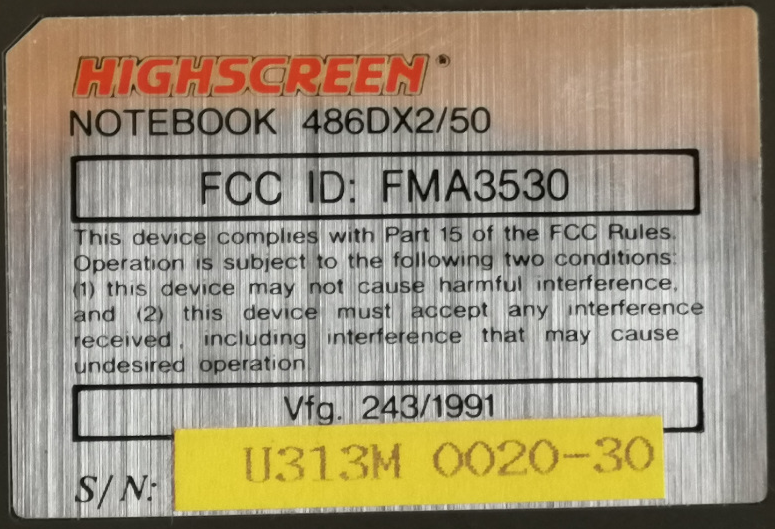 HIGHSCREEN®
NOTEBOOK 486DX2/50
FCC ID: FMA3530
This device complies with Part 15 of the FCC Rules.
Operation is subject to the following two conditions:
(1) this device may not cause harmful interference,
and (2) this device must accept any interference
received, including interference that may cause
undesired operation.
Vfg. 243/1991
S/N: U313M 0020-30